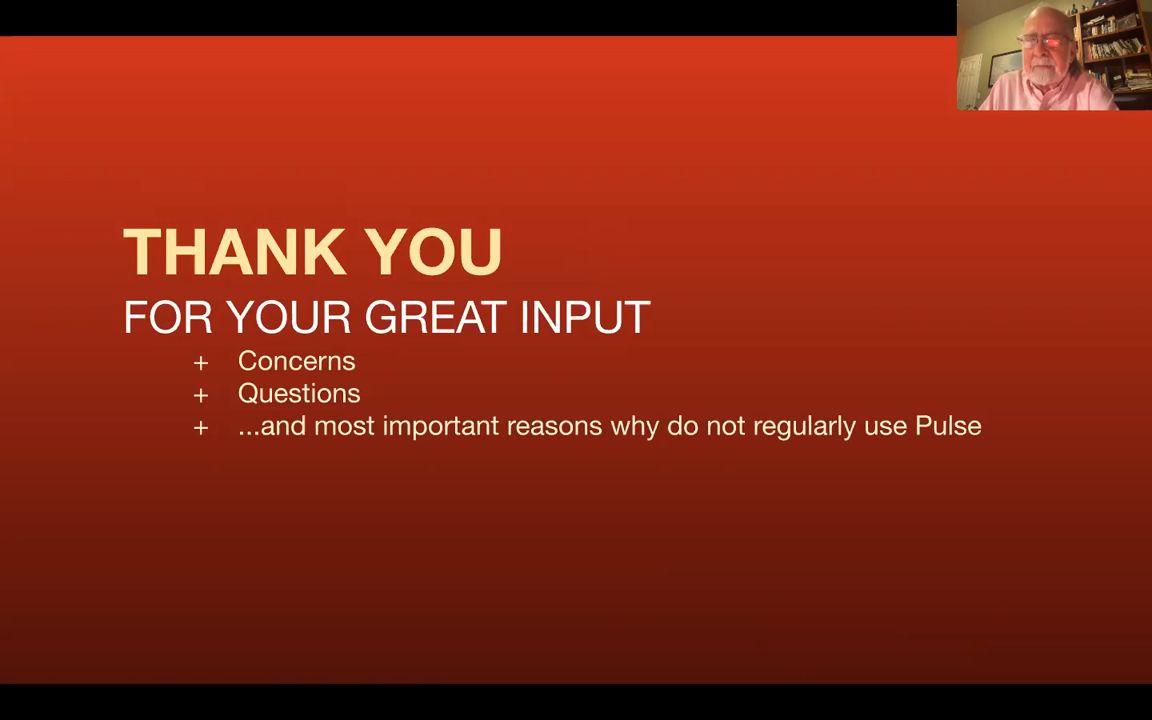 THANK YOU
FOR YOUR GREAT INPUT
+ Concerns
+ Questions
+ ...and most important reasons why do not regularly use Pulse